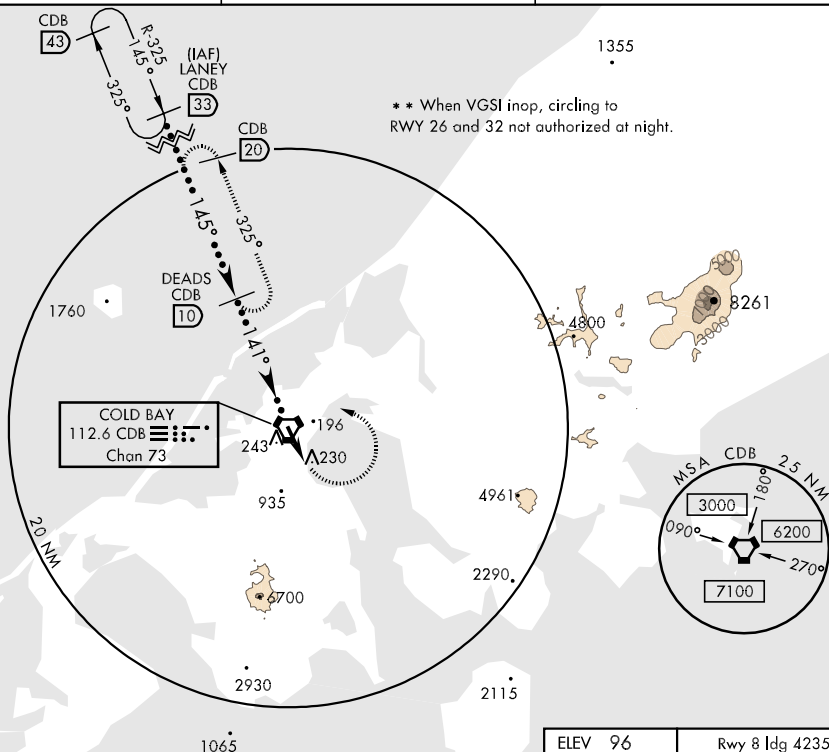 CDB
43
R-325
145°
325°
(IAF)
LANEY
CDB
33
1355
** When VGSI inop, circling to
RWY 26 and 32 not authorized at night.
CDB
20
145°
325°
DEADS
CDB
10
1760
141°
5000
8261
3000
4800
COLD BAY
112.6 CDB
Chan 73
196
243
230
935
4961
20 NM
MSA CDB 25 NM
180°
3000
090°
6200
270°
7100
6700
2290
2930
2115
1065
ELEV 96
Rwy 8 ldg 4235